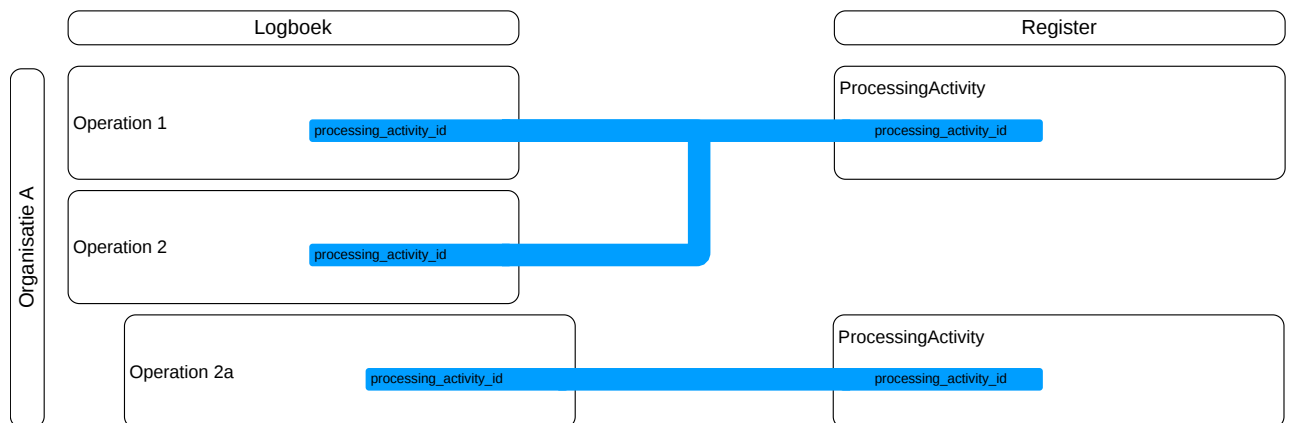 Logboek
Register
Organisatie A
ProcessingActivity
Operation 1
processing_activity_id
processing_activity_id
Operation 2
processing_activity_id
ProcessingActivity
Operation 2a
processing_activity_id
processing_activity_id